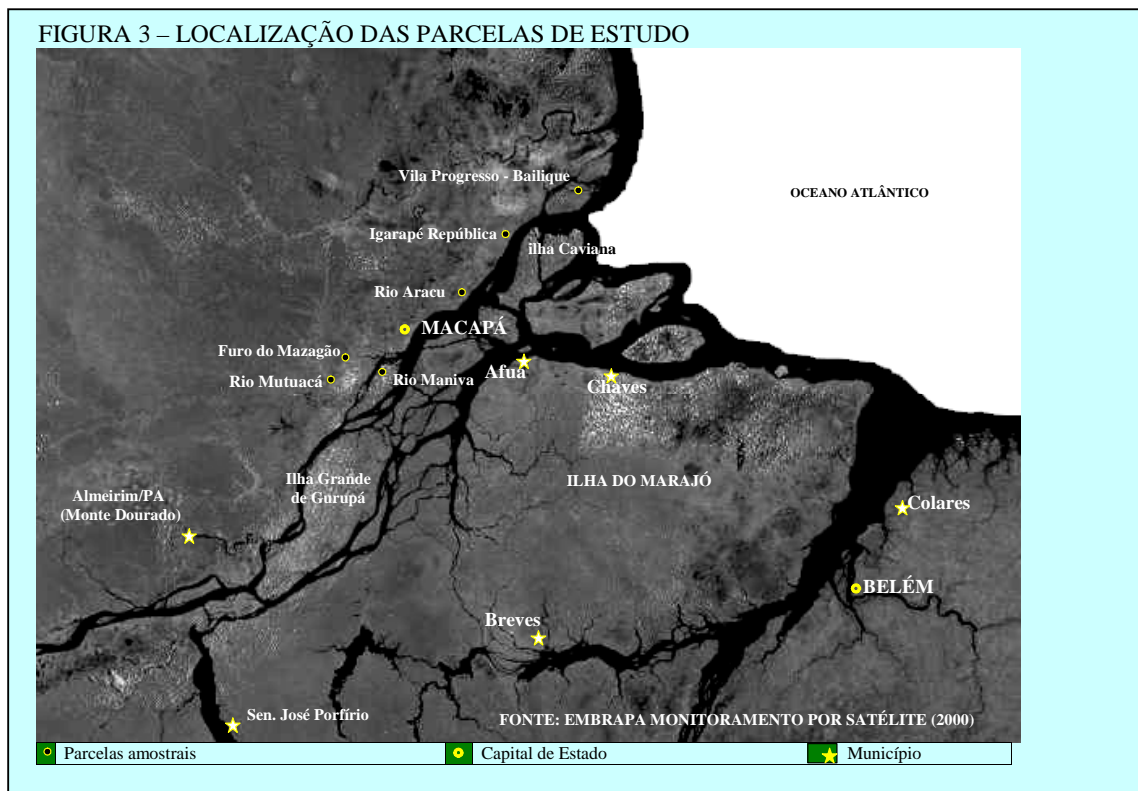 FIGURA 3 – LOCALIZAÇÃO DAS PARCELAS DE ESTUDO
Vila Progresso - Bailique
OCEANO ATLÂNTICO
Igarapé República
ilha Caviana
Rio Aracu
MACAPÁ
Furo do Mazagão
Rio Mutuacá
Rio Maniva
Afuá
Chaves
Ilha Grande
de Gurupá
ILHA DO MARAJÓ
Almeirim/PA
(Monte Dourado)
Colares
BELÉM
Breves
Sen. José Porfírio
FONTE: EMBRAPA MONITORAMENTO POR SATÉLITE (2000)
Parcelas amostrais
Capital de Estado
Município